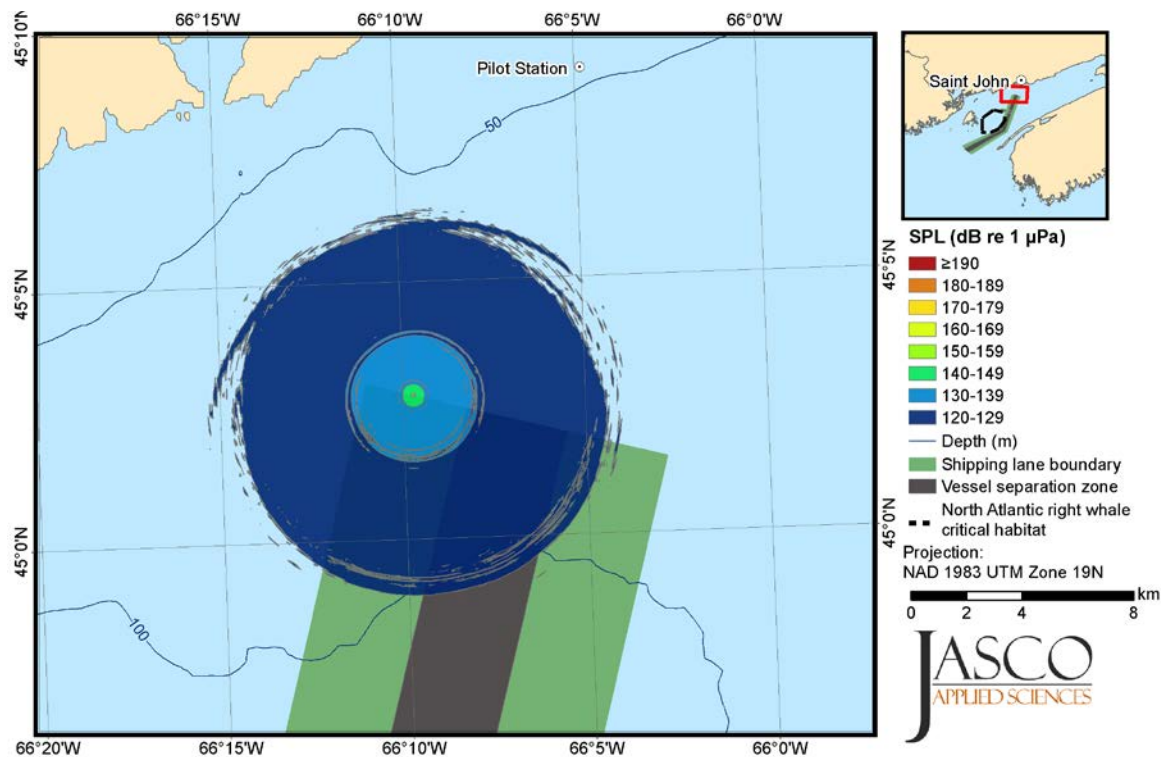 66°15'W 66°10'W 66°5'W 66°0'W
45°10'N
Pilot Station
50
45°5'N
45°5'N
45°0'N
45°0'N
100
66°20'W 66°15'W 66°10'W 66°5'W 66°0'W
Saint John
SPL (dB re 1 µPa)
≥190
180-189
170-179
160-169
150-159
140-149
130-139
120-129
Depth (m)
Shipping lane boundary
Vessel separation zone
North Atlantic right whale
critical habitat
Projection:
NAD 1983 UTM Zone 19N
km
0 2 4 8
JASCO
APPLIED SCIENCES